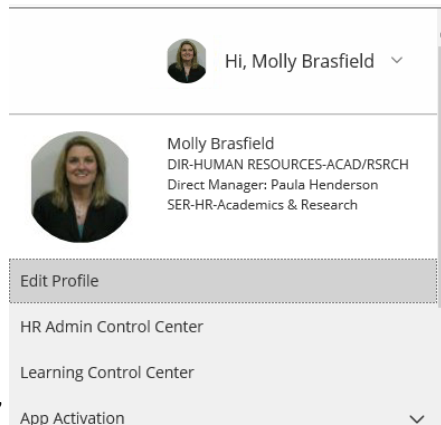 Hi, Molly Brasfield
Molly Brasfield
DIR-HUMAN RESOURCES-ACAD/RSRCH
Direct Manager: Paula Henderson
SER-HR-Academics & Research
Edit Profile
HR Admin Control Center
Learning Control Center
App Activation